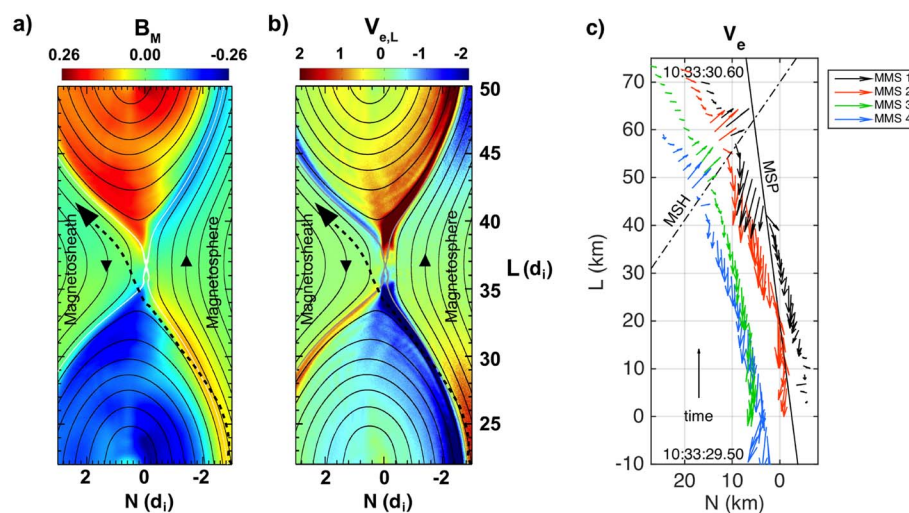 a)
B_M
0.26 0.00 -0.26
Magnetosheath
Magnetosphere
2 0 -2
N (d_i)
b)
V_e,L
2 1 0 -1 -2
Magnetosheath
Magnetosphere
50
45
40
L (d_i)
35
30
25
2 0 -2
N (d_i)
c)
V_e
10:33:30.60
MMS 1
MMS 2
MMS 3
MMS 4
MSP
MSH
time
10:33:29.50
70
60
50
40
30
20
10
0
-10
L (km)
20 10 0
N (km)